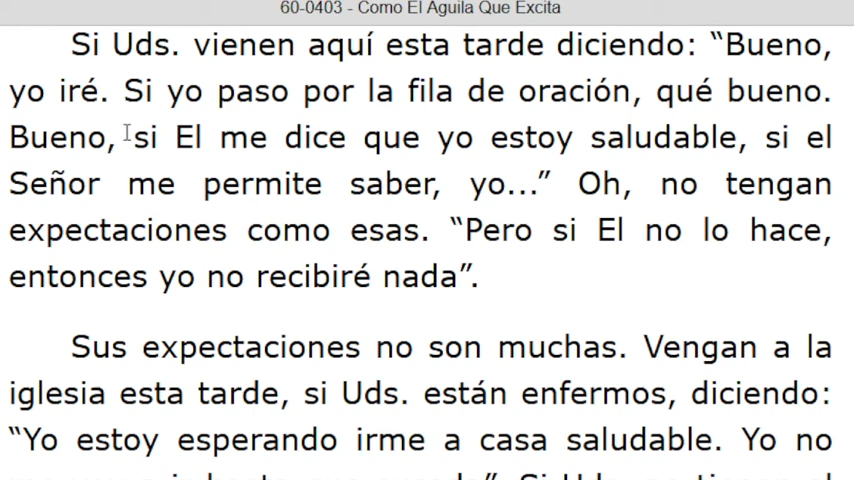 60-0403 - Como El Aguila Que Excita
Si Uds. vienen aquí esta tarde diciendo: “Bueno,
yo iré. Si yo paso por la fila de oración, qué bueno.
Bueno, si El me dice que yo estoy saludable, si el
Señor me permite saber, yo...” Oh, no tengan
expectaciones como esas. “Pero si El no lo hace,
entonces yo no recibiré nada”.
Sus expectaciones no son muchas. Vengan a la
iglesia esta tarde, si Uds. están enfermos, diciendo:
“Yo estoy esperando irme a casa saludable. Yo no